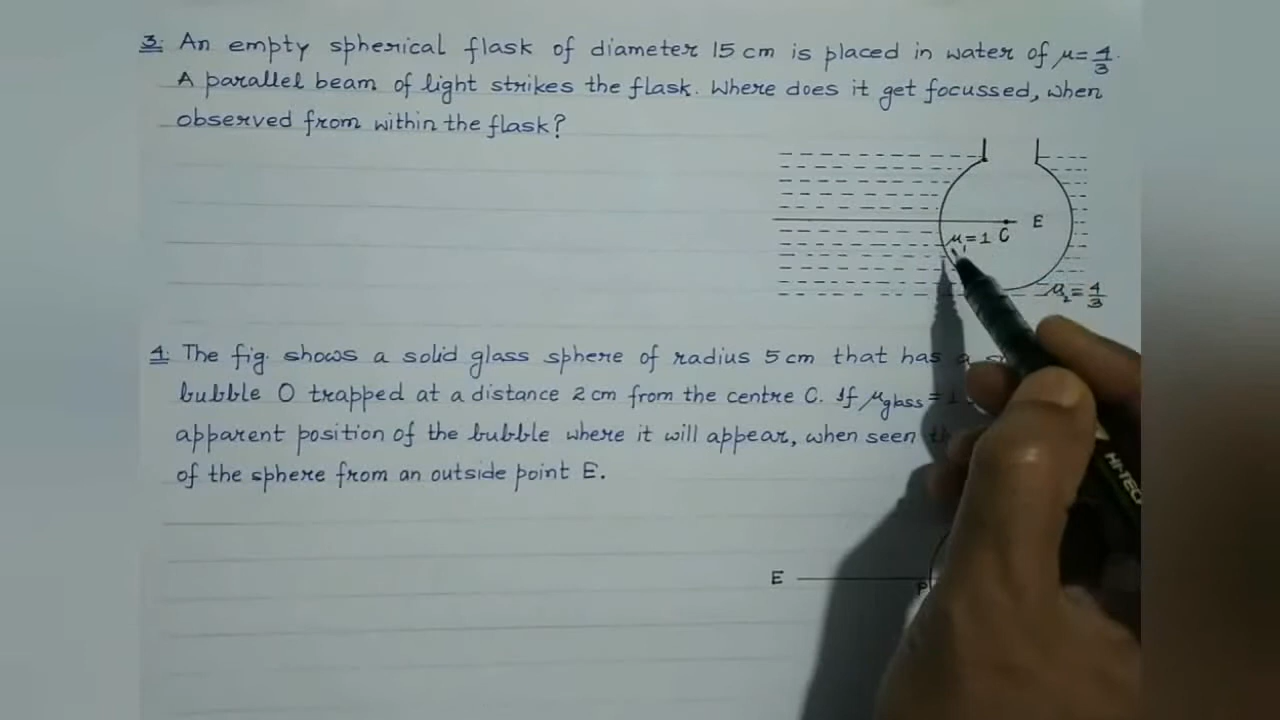 3. An empty spherical flask of diameter 15 cm is placed in water of μ = 4/3.
A parallel beam of light strikes the flask. Where does it get focussed, when
observed from within the flask?
E
μ₁ = 1 C
μ₂ = 4/3
4. The fig. shows a solid glass sphere of radius 5 cm that has a
bubble O trapped at a distance 2 cm from the centre C. If μglass = 1
apparent position of the bubble where it will appear, when seen
of the sphere from an outside point E.
E
P
HI-TEC